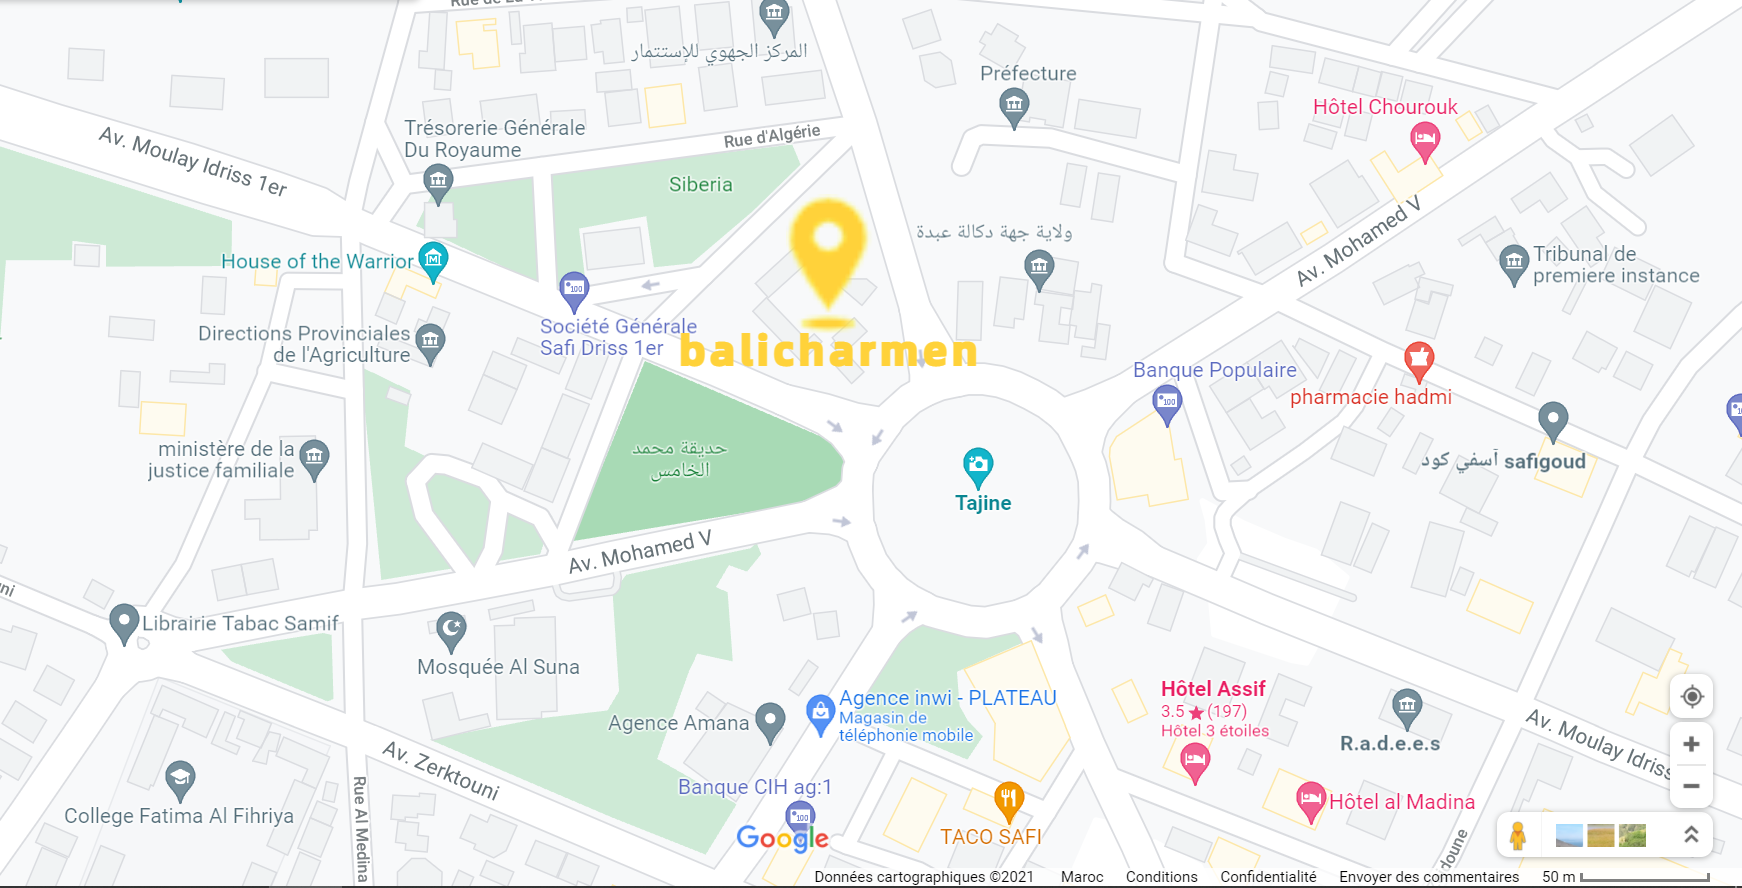 المركز الجهوي للإستثمار
Préfecture
Hôtel Chourouk
Av. Moulay Idriss 1er
Trésorerie Générale
Du Royaume
Rue d'Algérie
Siberia
ولاية جهة دكالة عبدة
Av. Mohamed V
Tribunal de
premiere instance
House of the Warrior
100
Société Générale
Safi Driss 1er
Directions Provinciales
de l'Agriculture
balicharmen
Banque Populaire
100
pharmacie hadmi
حديقة محمد
الخامس
ministère de la
justice familiale
آسفي كود safigoud
Tajine
Av. Mohamed V
Librairie Tabac Samif
Mosquée Al Suna
Agence inwi - PLATEAU
Magasin de
téléphonie mobile
Agence Amana
Hôtel Assif
3.5 ★ (197)
Hôtel 3 étoiles
R.a.d.e.e.s
Av. Moulay Idriss
Av. Zerktouni
Rue Al Medina
College Fatima Al Fihriya
Banque CIH ag:1
100
Google
TACO SAFI
Hôtel al Madina
Données cartographiques ©2021 Maroc Conditions Confidentialité Envoyer des commentaires 50 m